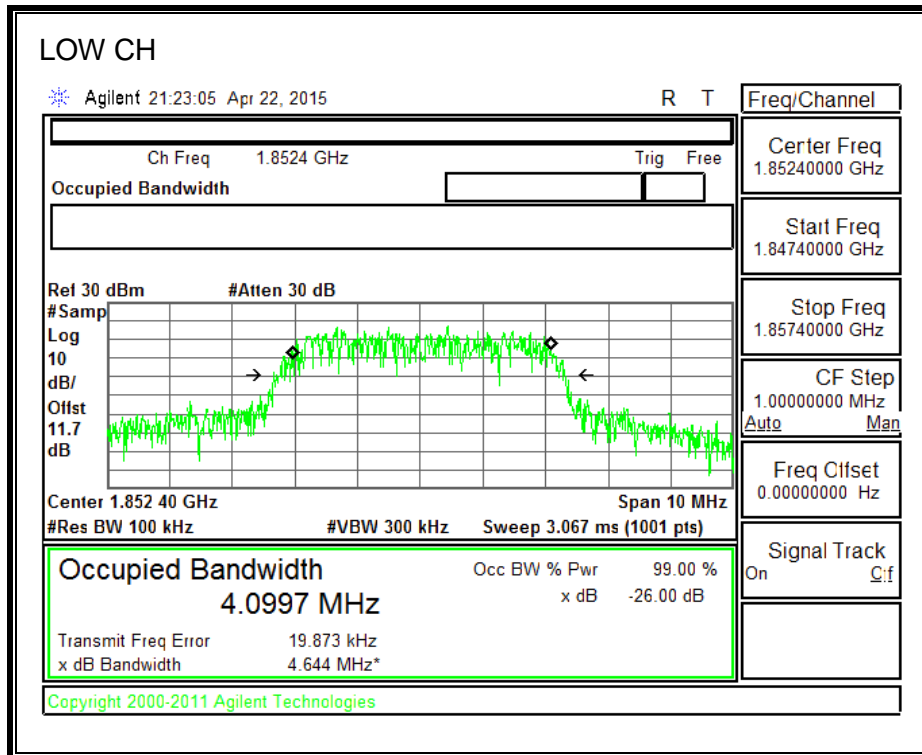 LOW CH
Agilent 21:23:05 Apr 22, 2015 R T
Freq/Channel
Ch Freq 1.8524 GHz Trig Free
Occupied Bandwidth
Center Freq
1.85240000 GHz
Start Freq
1.84740000 GHz
Stop Freq
1.85740000 GHz
CF Step
1.00000000 MHz
Auto Man
Freq Offset
0.00000000 Hz
Signal Track
On Off
Ref 30 dBm #Atten 30 dB
#Samp
Log
10
dB/
Offst
11.7
dB
Center 1.852 40 GHz Span 10 MHz
#Res BW 100 kHz #VBW 300 kHz Sweep 3.067 ms (1001 pts)
Occupied Bandwidth Occ BW % Pwr 99.00 %
4.0997 MHz x dB -26.00 dB
Transmit Freq Error 19.873 kHz
x dB Bandwidth 4.644 MHz*
Copyright 2000-2011 Agilent Technologies